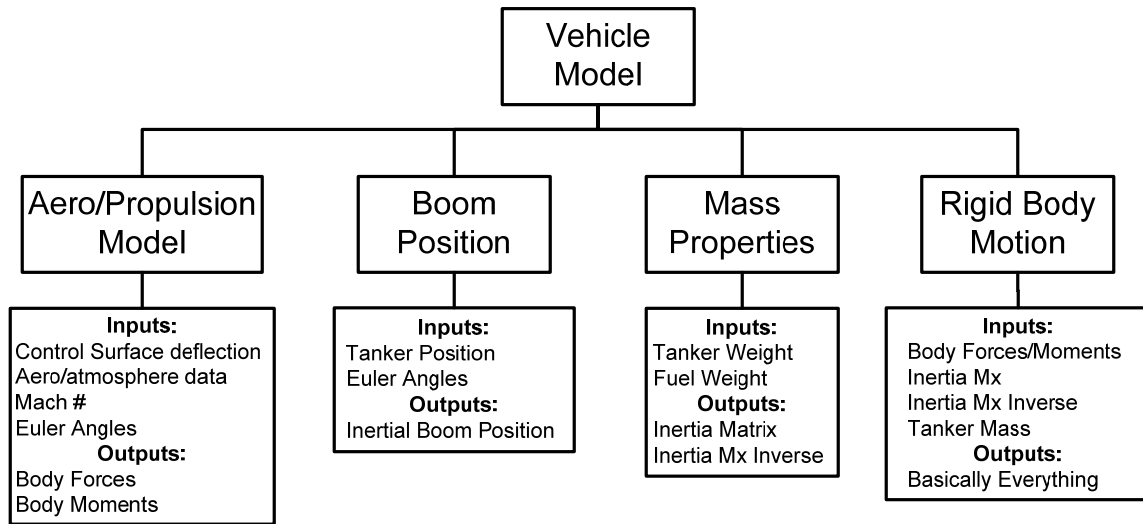 Vehicle
Model
Aero/Propulsion
Model
Boom
Position
Mass
Properties
Rigid Body
Motion
Inputs:
Control Surface deflection
Aero/atmosphere data
Mach #
Euler Angles
Outputs:
Body Forces
Body Moments
Inputs:
Tanker Position
Euler Angles
Outputs:
Inertial Boom Position
Inputs:
Tanker Weight
Fuel Weight
Outputs:
Inertia Matrix
Inertia Mx Inverse
Inputs:
Body Forces/Moments
Inertia Mx
Inertia Mx Inverse
Tanker Mass
Outputs:
Basically Everything